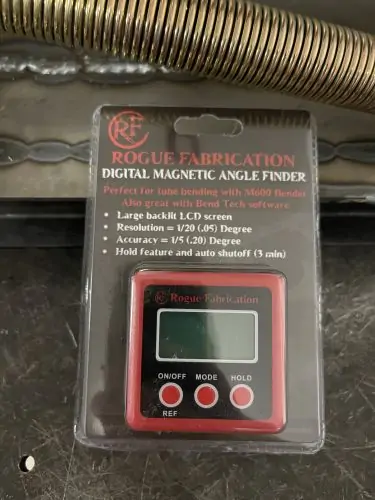 RF
ROGUE FABRICATION
DIGITAL MAGNETIC ANGLE FINDER
Perfect for tube bending with M600 Bender
Also great with Bend Tech software
• Large backlit LCD screen
• Resolution = 1/20 (.05) Degree
• Accuracy = 1/5 (.20) Degree
• Hold feature and auto shutoff (3 min)
RF Rogue Fabrication
ON/OFF MODE HOLD
REF